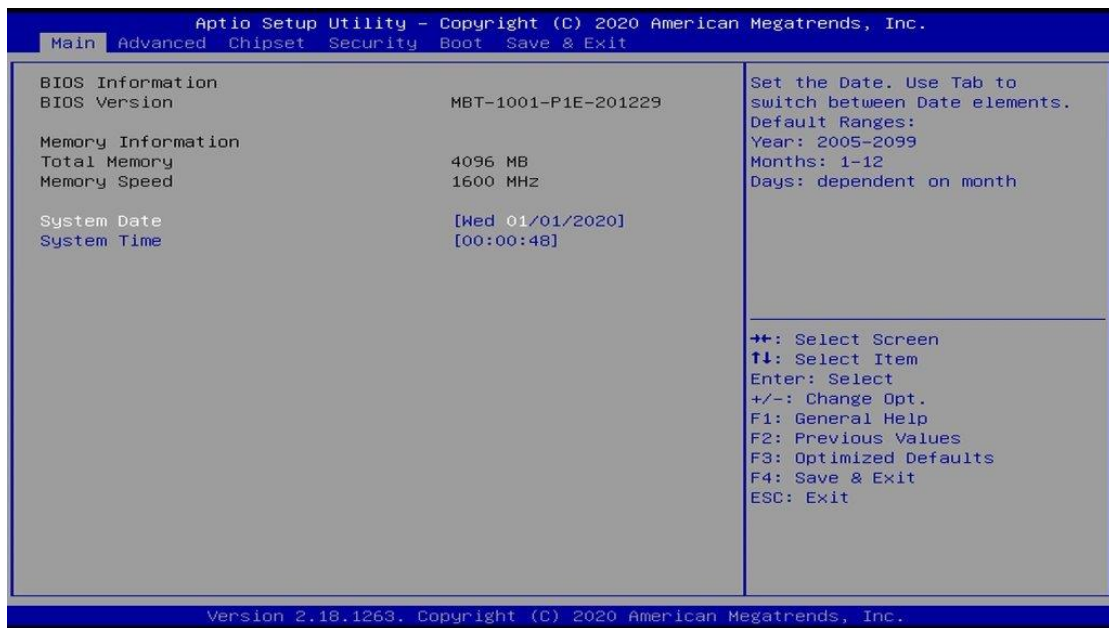 Aptio Setup Utility – Copyright (C) 2020 American Megatrends, Inc.
Main Advanced Chipset Security Boot Save & Exit
BIOS Information
BIOS Version MBT-1001-P1E-201229
Memory Information
Total Memory 4096 MB
Memory Speed 1600 MHz
System Date [Wed 01/01/2020]
System Time [00:00:48]
Set the Date. Use Tab to
switch between Date elements.
Default Ranges:
Year: 2005-2099
Months: 1-12
Days: dependent on month
→←: Select Screen
↑↓: Select Item
Enter: Select
+/-: Change Opt.
F1: General Help
F2: Previous Values
F3: Optimized Defaults
F4: Save & Exit
ESC: Exit
Version 2.18.1263. Copyright (C) 2020 American Megatrends, Inc.